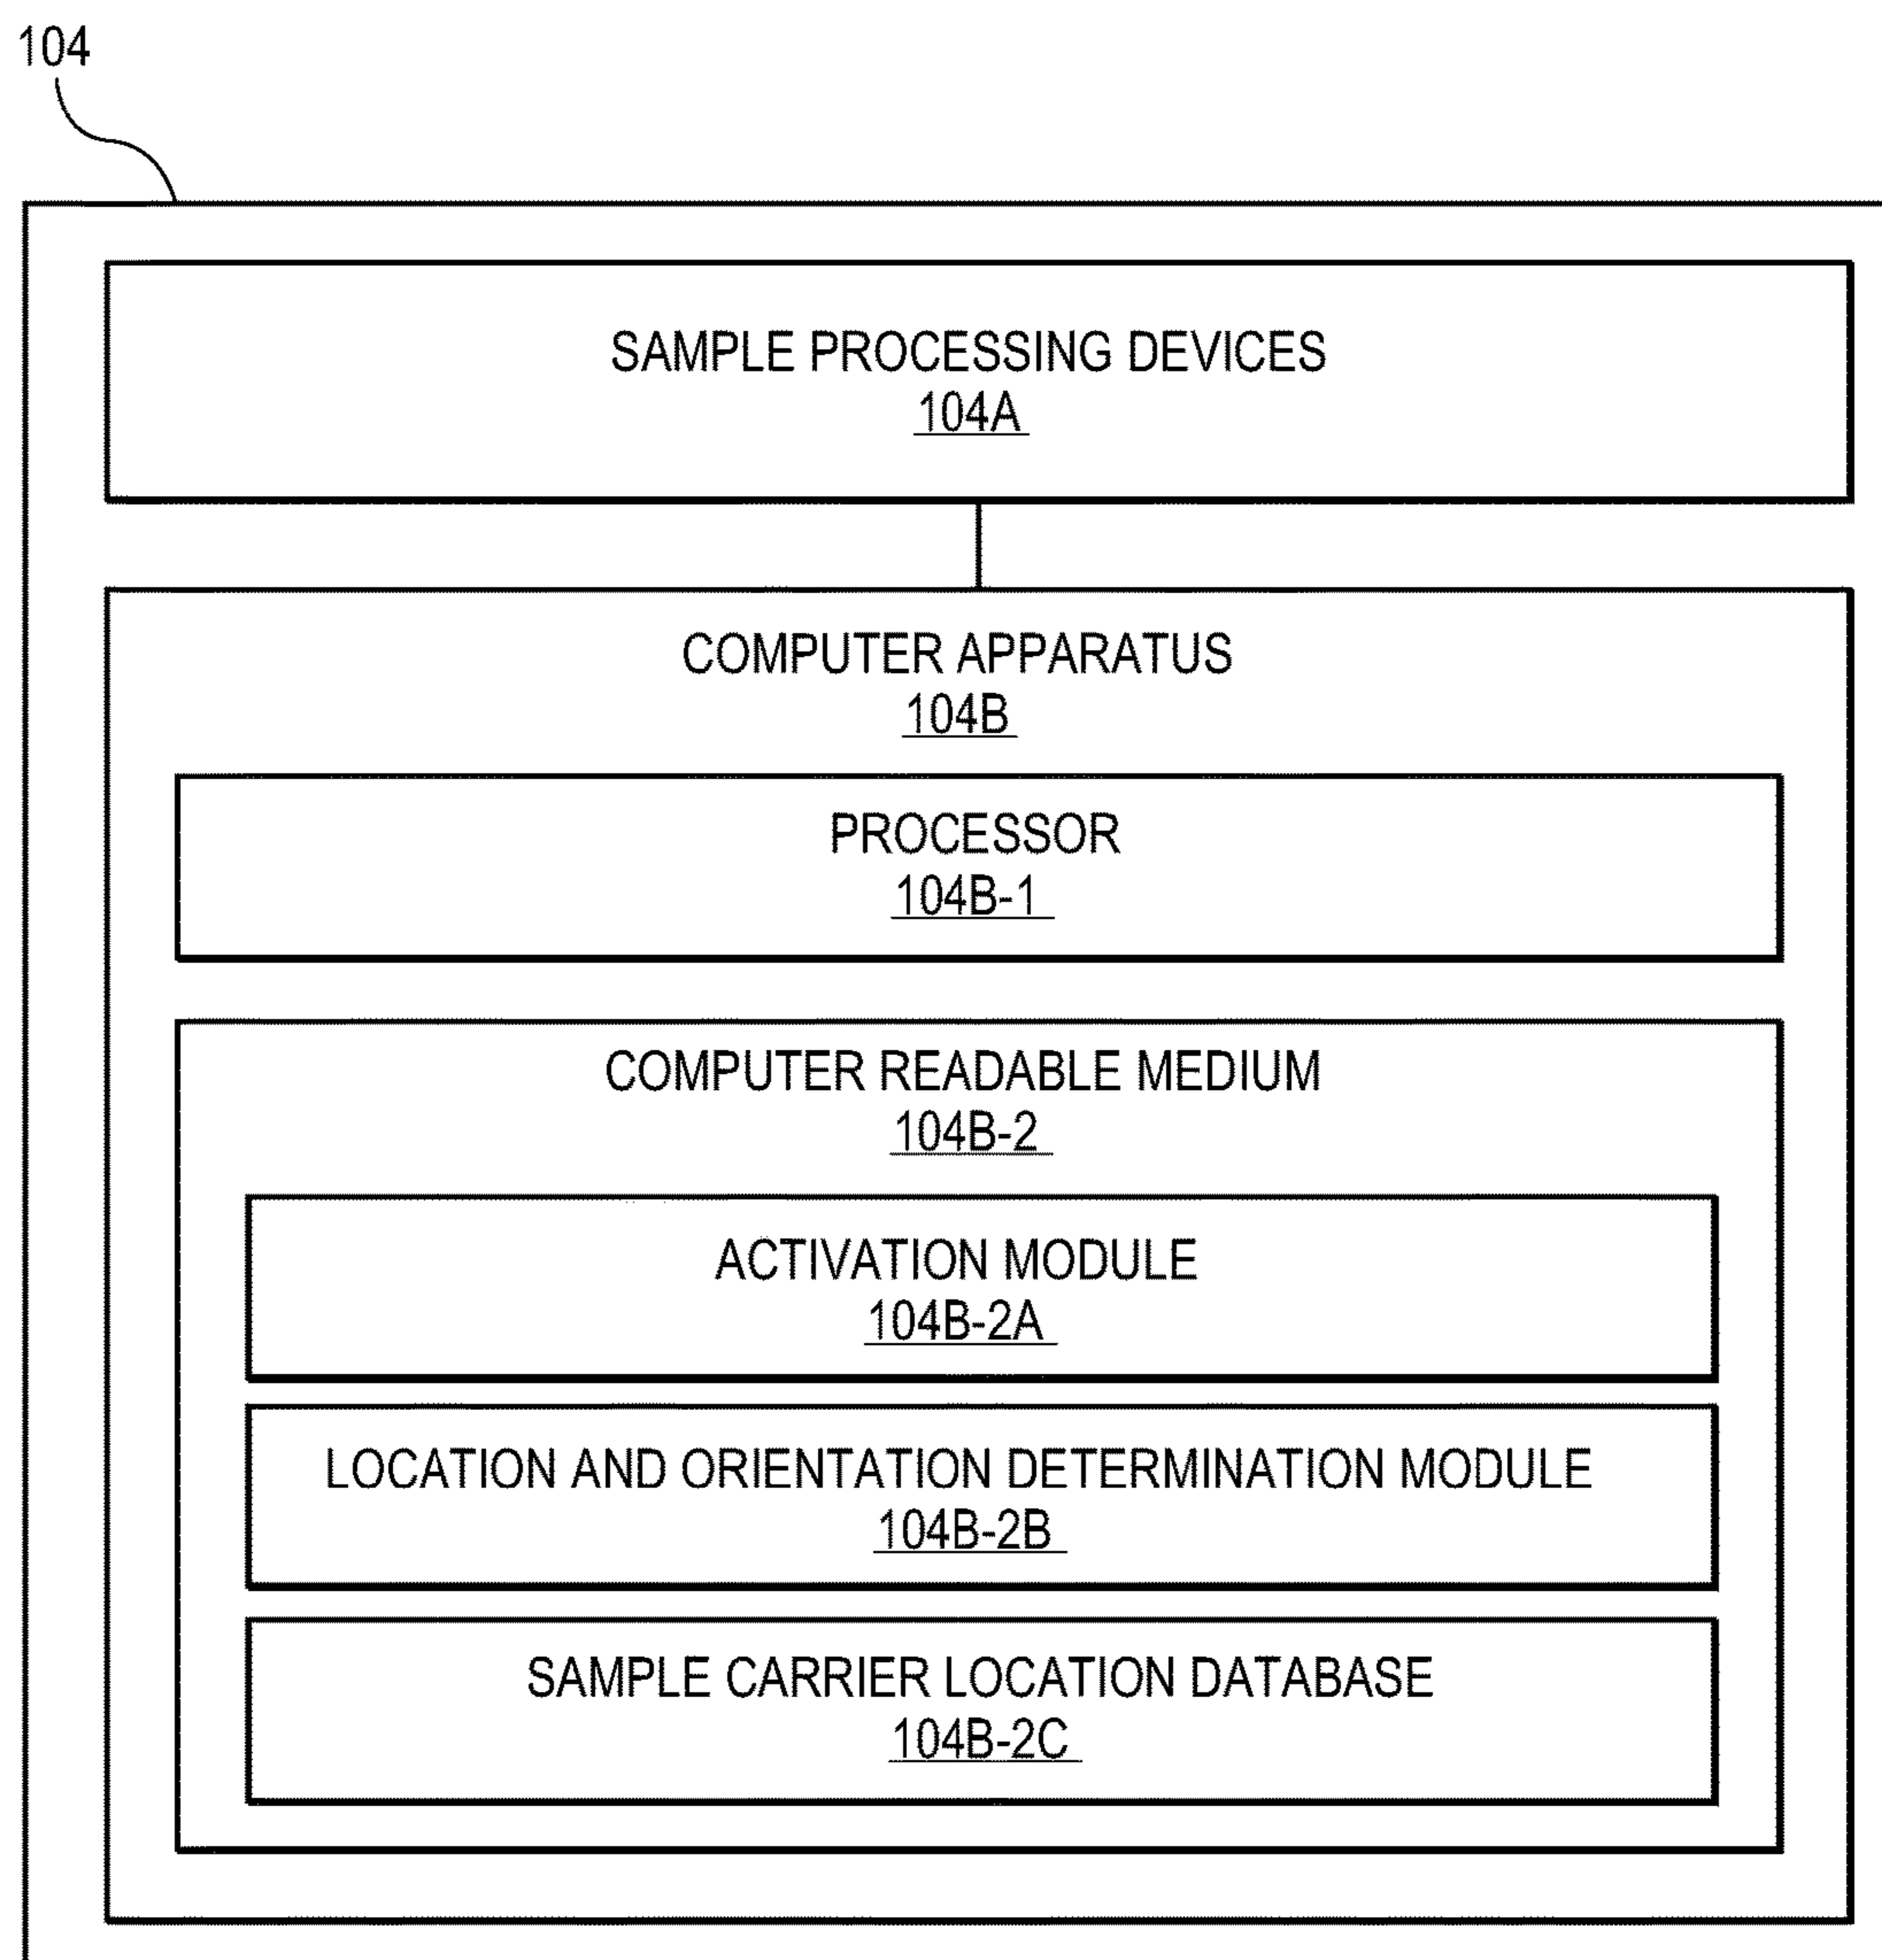 104
SAMPLE PROCESSING DEVICES
104A
COMPUTER APPARATUS
104B
PROCESSOR
104B-1
COMPUTER READABLE MEDIUM
104B-2
ACTIVATION MODULE
104B-2A
LOCATION AND ORIENTATION DETERMINATION MODULE
104B-2B
SAMPLE CARRIER LOCATION DATABASE
104B-2C